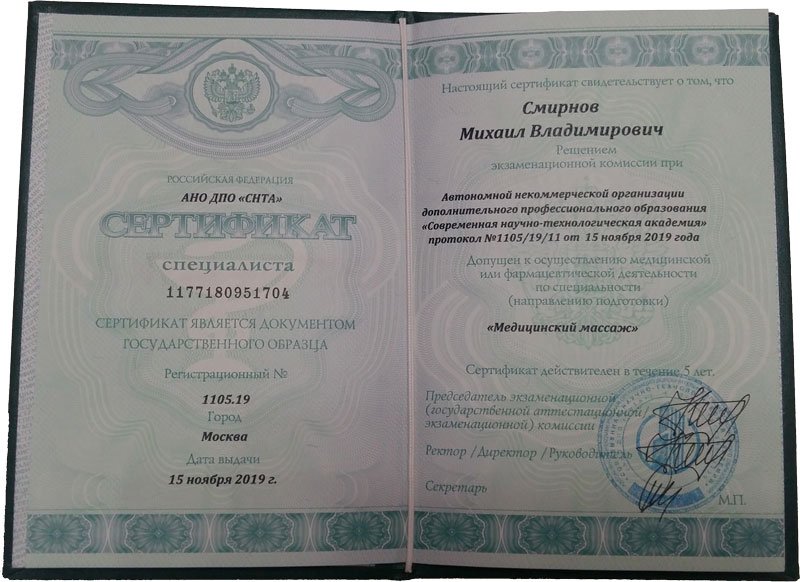 РОССИЙСКАЯ ФЕДЕРАЦИЯ
АНО ДПО «СНТА»
СЕРТИФИКАТ
специалиста
1177180951704
СЕРТИФИКАТ ЯВЛЯЕТСЯ ДОКУМЕНТОМ
ГОСУДАРСТВЕННОГО ОБРАЗЦА
Регистрационный №
1105.19
Город
Москва
Дата выдачи
15 ноября 2019 г.
Настоящий сертификат свидетельствует о том, что
Смирнов
Михаил Владимирович
Решением
экзаменационной комиссии при
Автономной некоммерческой организации
дополнительного профессионального образования
«Современная научно-технологическая академия»
протокол №1105/19/11 от 15 ноября 2019 года
Допущен к осуществлению медицинской
или фармацевтической деятельности
по специальности
(направлению подготовки)
«Медицинский массаж»
Сертификат действителен в течение 5 лет.
Председатель экзаменационной
(государственной аттестационной/
экзаменационной) комиссии
Ректор /Директор /Руководитель
Секретарь
М.П.